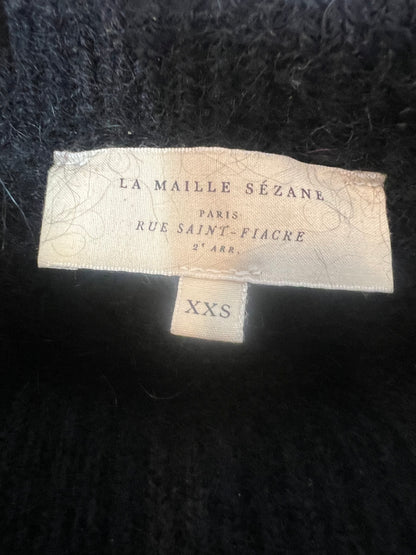 LA MAILLE SÉZANE
PARIS
RUE SAINT-FIACRE
2e ARR.
XXS